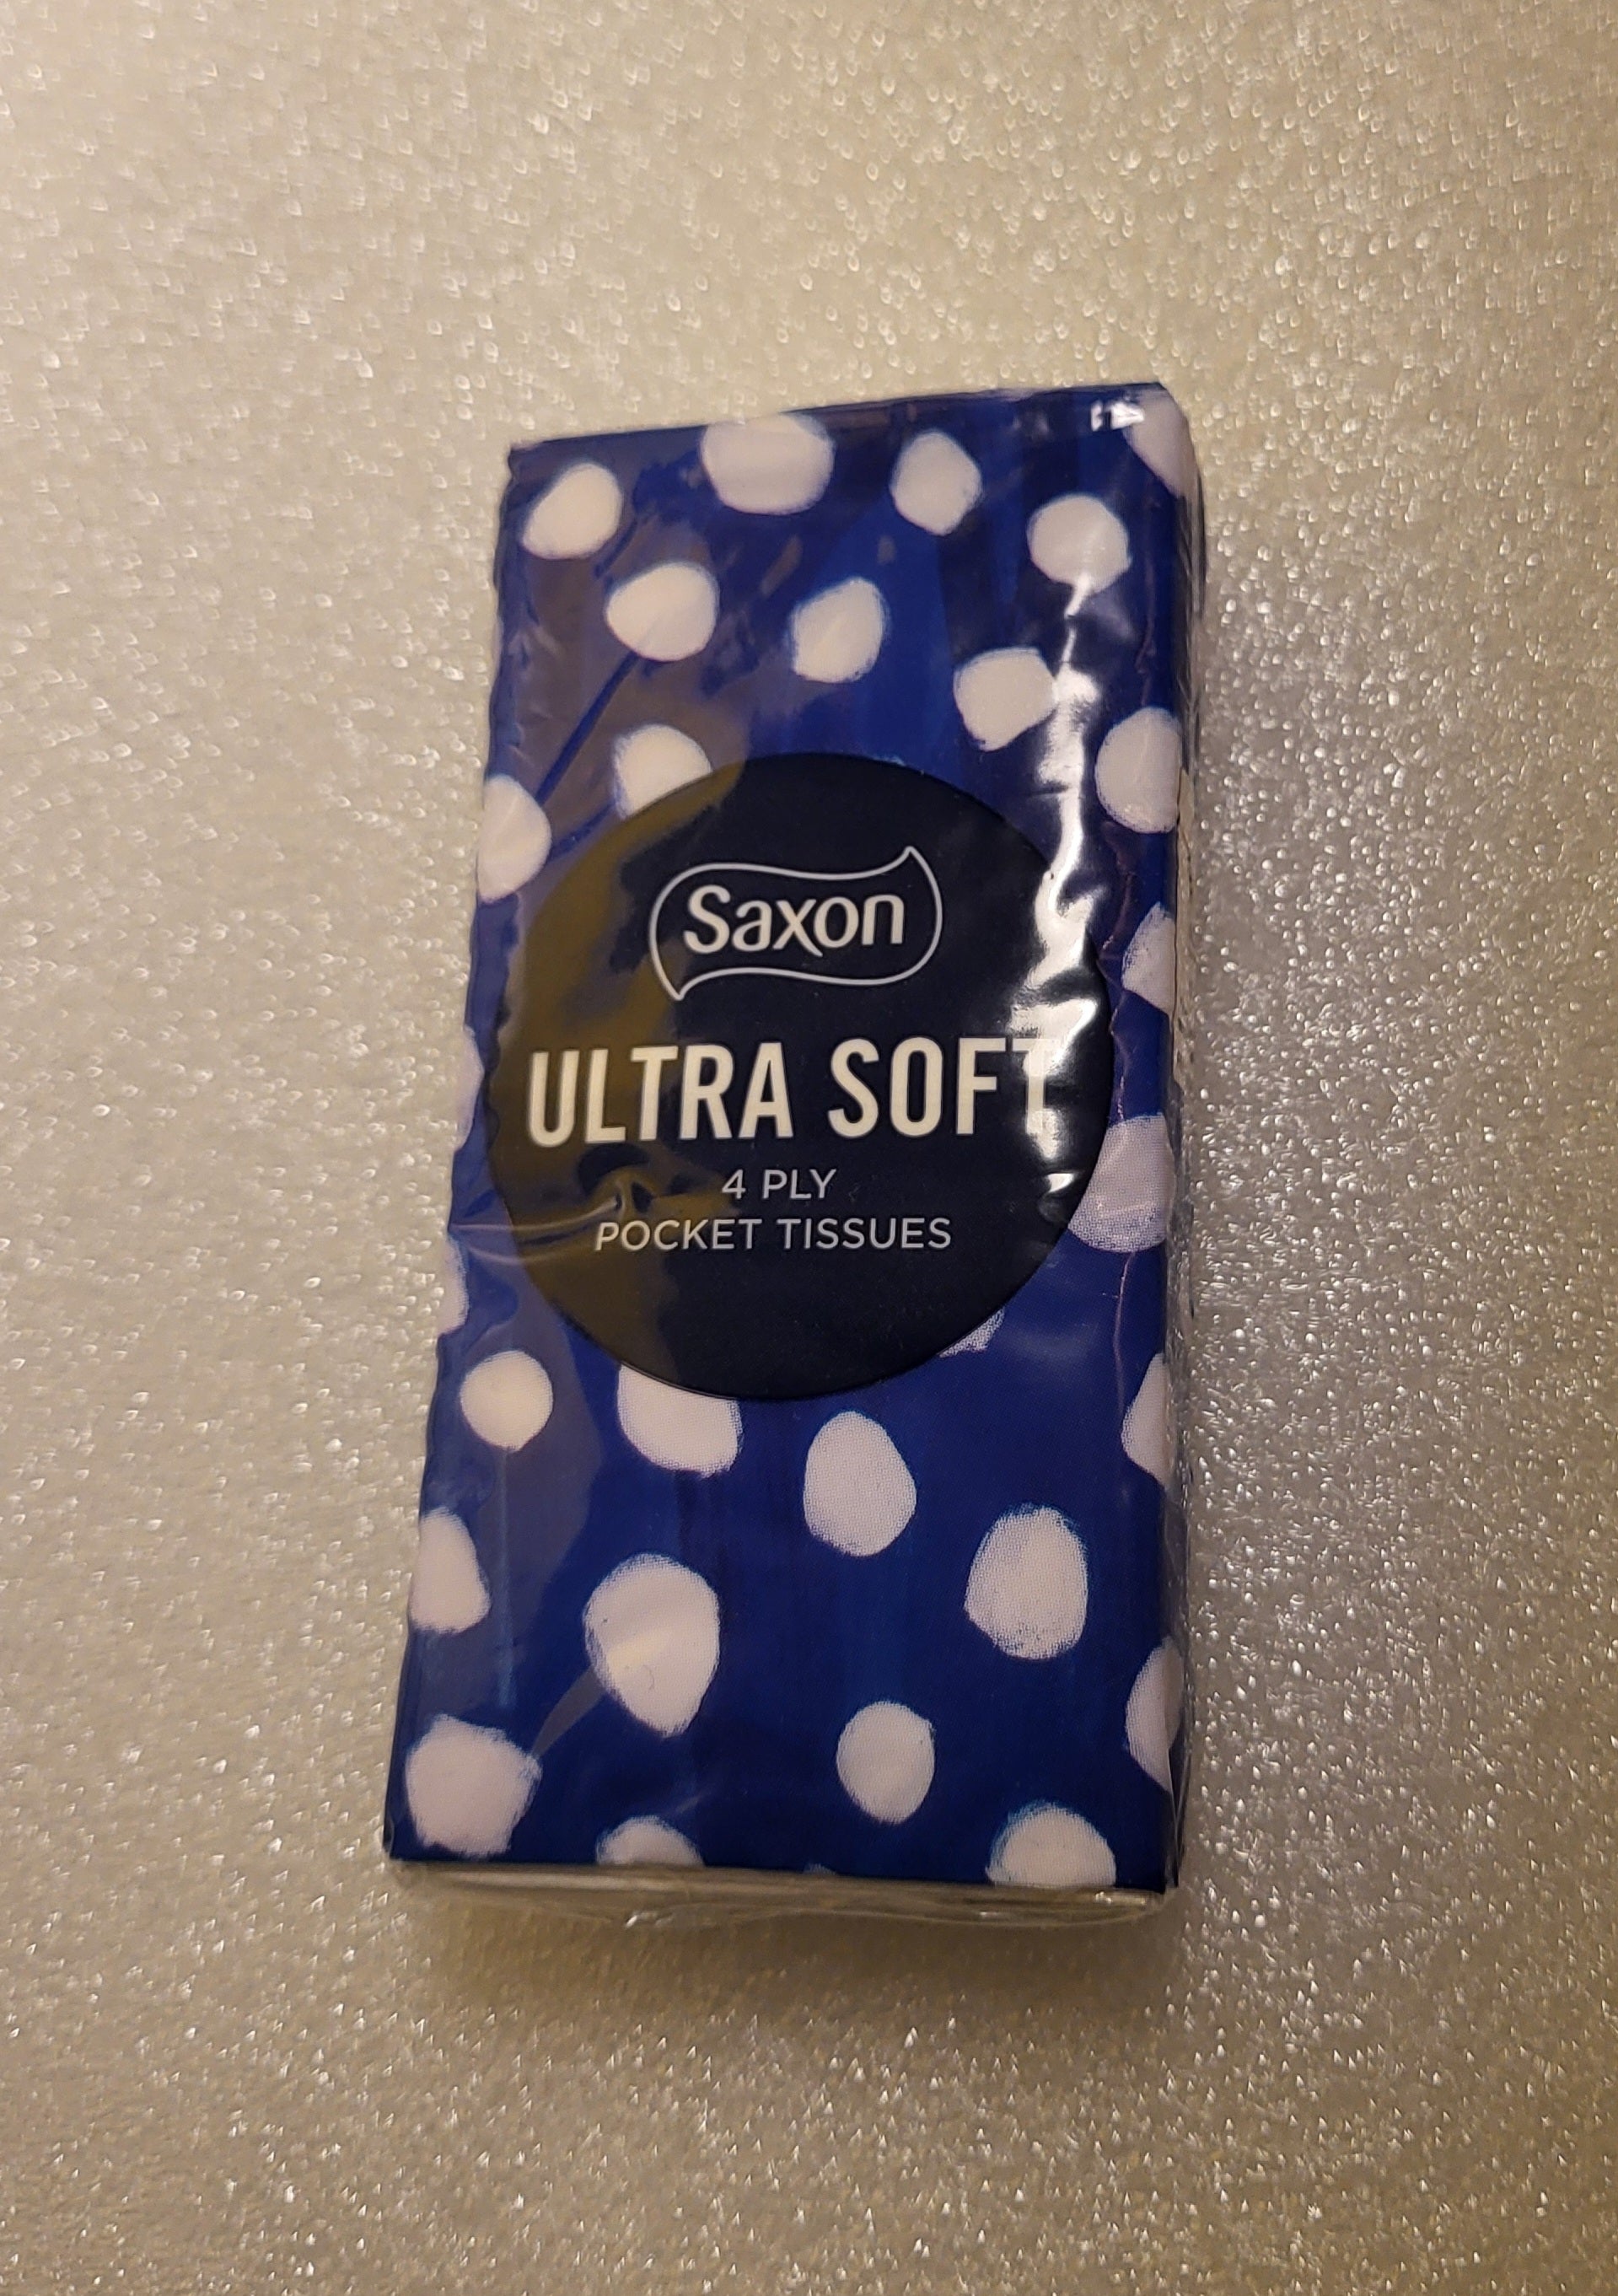 Saxon
ULTRA SOFT
4 PLY
POCKET TISSUES